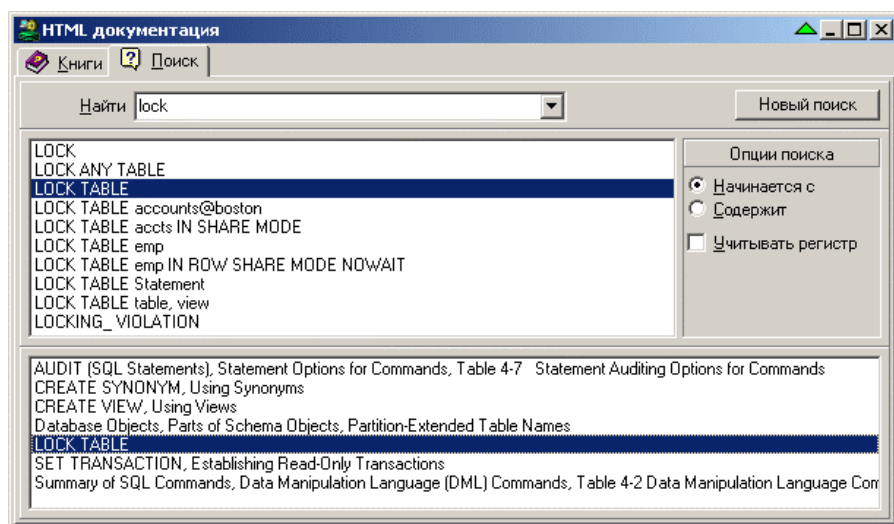 HTML документация
Книги Поиск
Найти lock Новый поиск
LOCK
LOCK ANY TABLE
LOCK TABLE
LOCK TABLE accounts@boston
LOCK TABLE accts IN SHARE MODE
LOCK TABLE emp
LOCK TABLE emp IN ROW SHARE MODE NOWAIT
LOCK TABLE Statement
LOCK TABLE table, view
LOCKING_ VIOLATION
Опции поиска
Начинается с
Содержит
Учитывать регистр
AUDIT (SQL Statements), Statement Options for Commands, Table 4-7 Statement Auditing Options for Commands
CREATE SYNONYM, Using Synonyms
CREATE VIEW, Using Views
Database Objects, Parts of Schema Objects, Partition-Extended Table Names
LOCK TABLE
SET TRANSACTION, Establishing Read-Only Transactions
Summary of SQL Commands, Data Manipulation Language (DML) Commands, Table 4-2 Data Manipulation Language Com